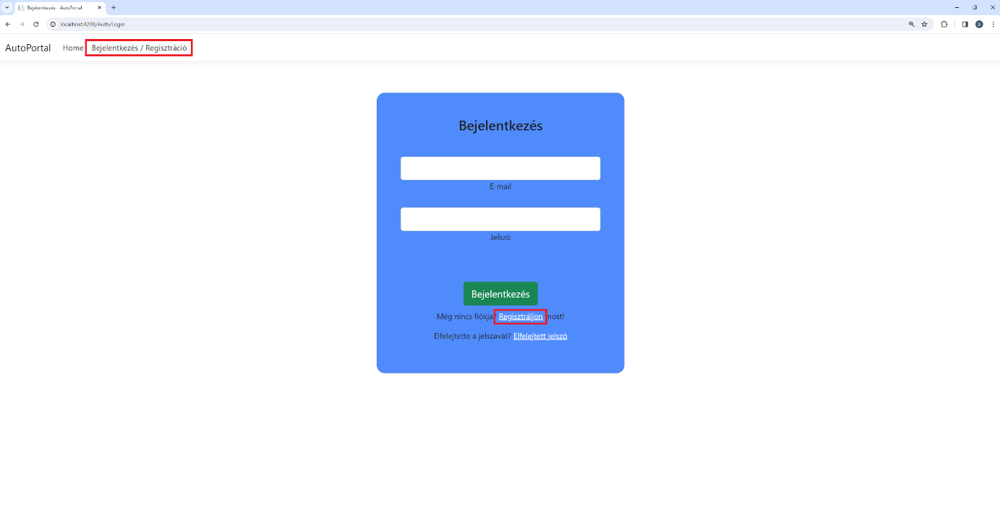 Bejelentkezés - AutoPortal
localhost:4288/Auth/Login
B
AutoPortal Home Bejelentkezés / Regisztráció
Bejelentkezés
E-mail
Jelszó
Bejelentkezés
Még nincs fiókja? Regisztráljon most!
Elfelejtette a jelszavát? Elfelejtett jelszó